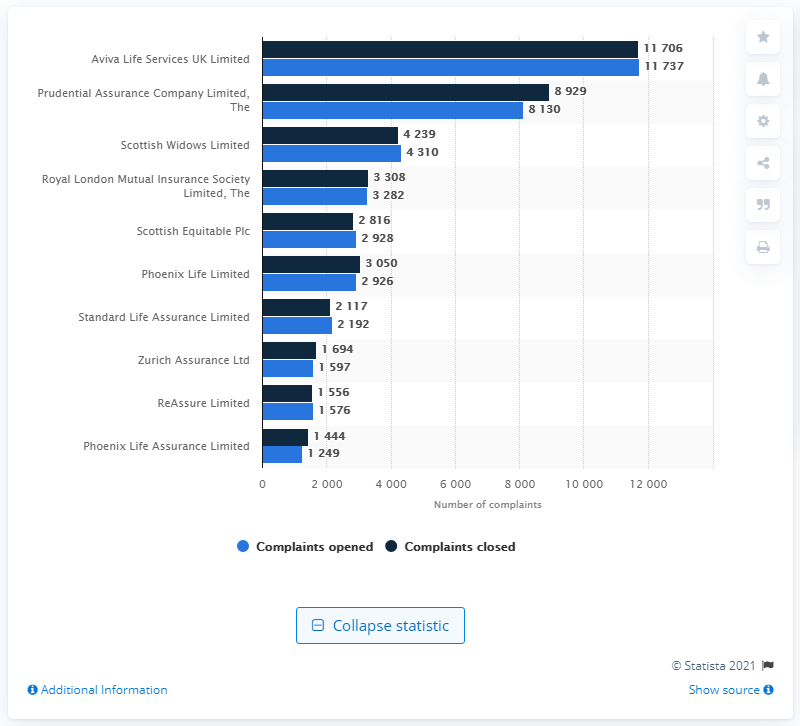 Aviva Life Services UK Limited
11 706
11 737
Prudential Assurance Company Limited,
The
8 929
8 130
Scottish Widows Limited
4 239
4 310
Royal London Mutual Insurance Society
Limited, The
3 308
3 282
Scottish Equitable Plc
2 816
2 928
Phoenix Life Limited
3 050
2 926
Standard Life Assurance Limited
2 117
2 192
Zurich Assurance Ltd
1 694
1 597
ReAssure Limited
1 556
1 576
Phoenix Life Assurance Limited
1 444
1 249
0 2 000 4 000 6 000 8 000 10 000 12 000
Number of complaints
Complaints opened Complaints closed
Collapse statistic
© Statista 2021
Additional Information Show source